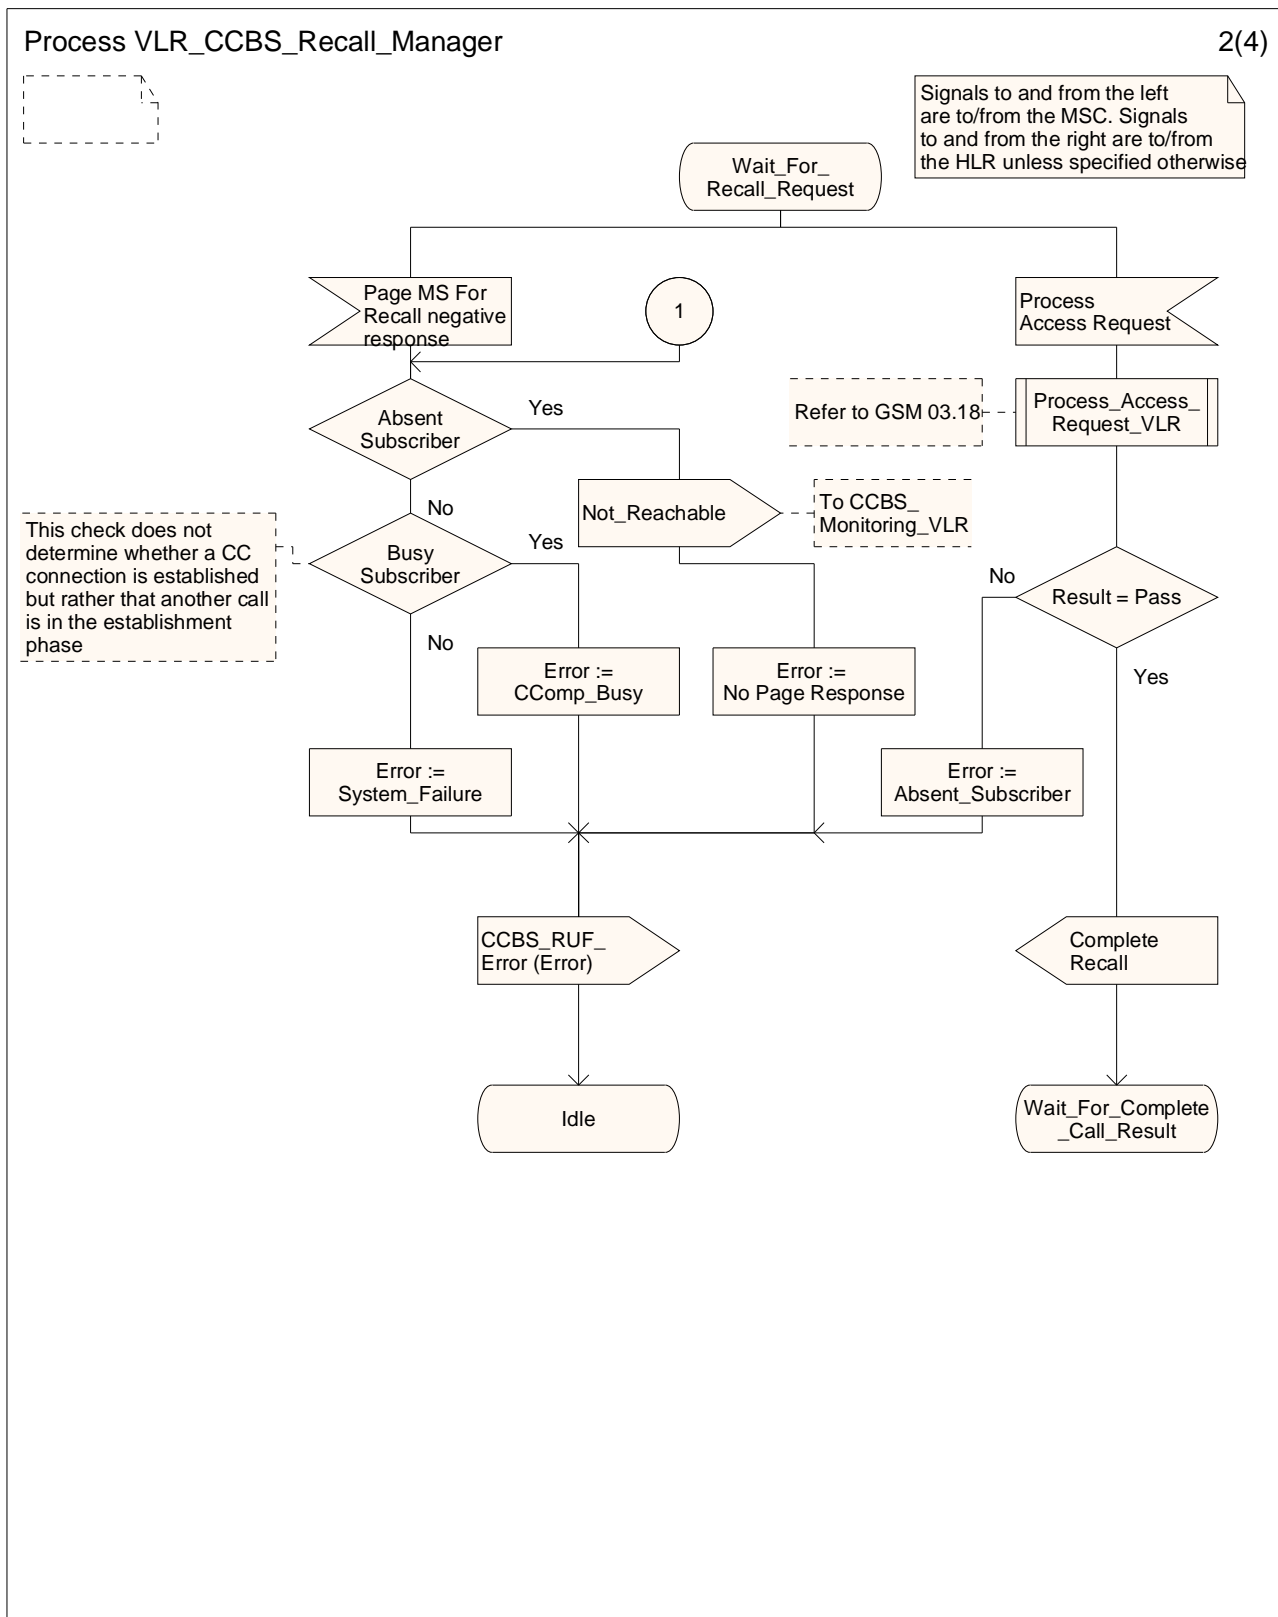 Process VLR_CCBS_Recall_Manager
2(4)
Signals to and from the left
are to/from the MSC. Signals
to and from the right are to/from
the HLR unless specified otherwise
Wait_For_
Recall_Request
Page MS For
Recall negative
response
1
Process
Access Request
Absent
Subscriber
Yes
Refer to GSM 03.18
Process_Access_
Request_VLR
No
Not_Reachable
To CCBS_
Monitoring_VLR
This check does not
determine whether a CC
connection is established
but rather that another call
is in the establishment
phase
Busy
Subscriber
Yes
No
Result = Pass
No
Yes
Error :=
CComp_Busy
Error :=
No Page Response
Error :=
System_Failure
Error :=
Absent_Subscriber
CCBS_RUF_
Error (Error)
Complete
Recall
Idle
Wait_For_Complete
_Call_Result